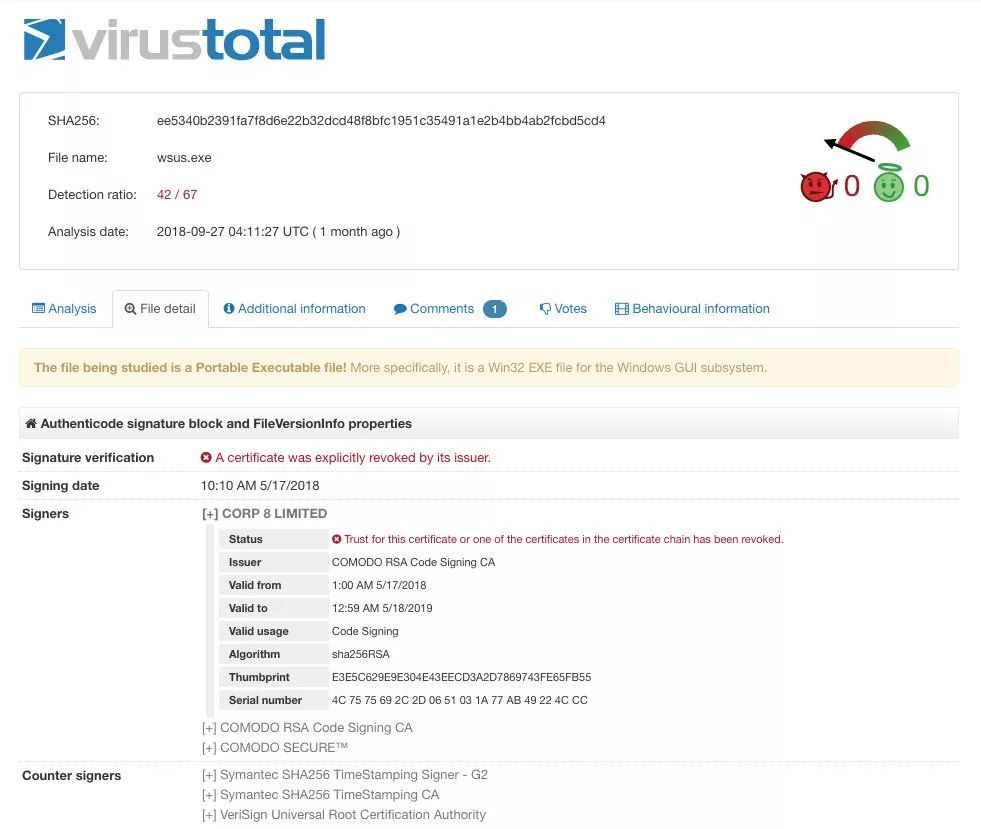 virustotal
SHA256: ee5340b2391fa7f8d6e22b32dcd48f8bfc1951c35491a1e2b4bb4ab2fcbd5cd4
File name: wsus.exe
Detection ratio: 42 / 67
0 0
Analysis date: 2018-09-27 04:11:27 UTC ( 1 month ago )
Analysis File detail Additional information Comments 1 Votes Behavioural information
The file being studied is a Portable Executable file! More specifically, it is a Win32 EXE file for the Windows GUI subsystem.
Authenticode signature block and FileVersionInfo properties
Signature verification A certificate was explicitly revoked by its issuer.
Signing date 10:10 AM 5/17/2018
Signers [+] CORP 8 LIMITED
Status Trust for this certificate or one of the certificates in the certificate chain has been revoked.
Issuer COMODO RSA Code Signing CA
Valid from 1:00 AM 5/17/2018
Valid to 12:59 AM 5/18/2019
Valid usage Code Signing
Algorithm sha256RSA
Thumbprint E3E5C629E9E304E43EECD3A2D7869743FE65FB55
Serial number 4C 75 75 69 2C 2D 06 51 03 1A 77 AB 49 22 4C CC
[+] COMODO RSA Code Signing CA
[+] COMODO SECURE™
Counter signers [+] Symantec SHA256 TimeStamping Signer - G2
[+] Symantec SHA256 TimeStamping CA
[+] VeriSign Universal Root Certification Authority